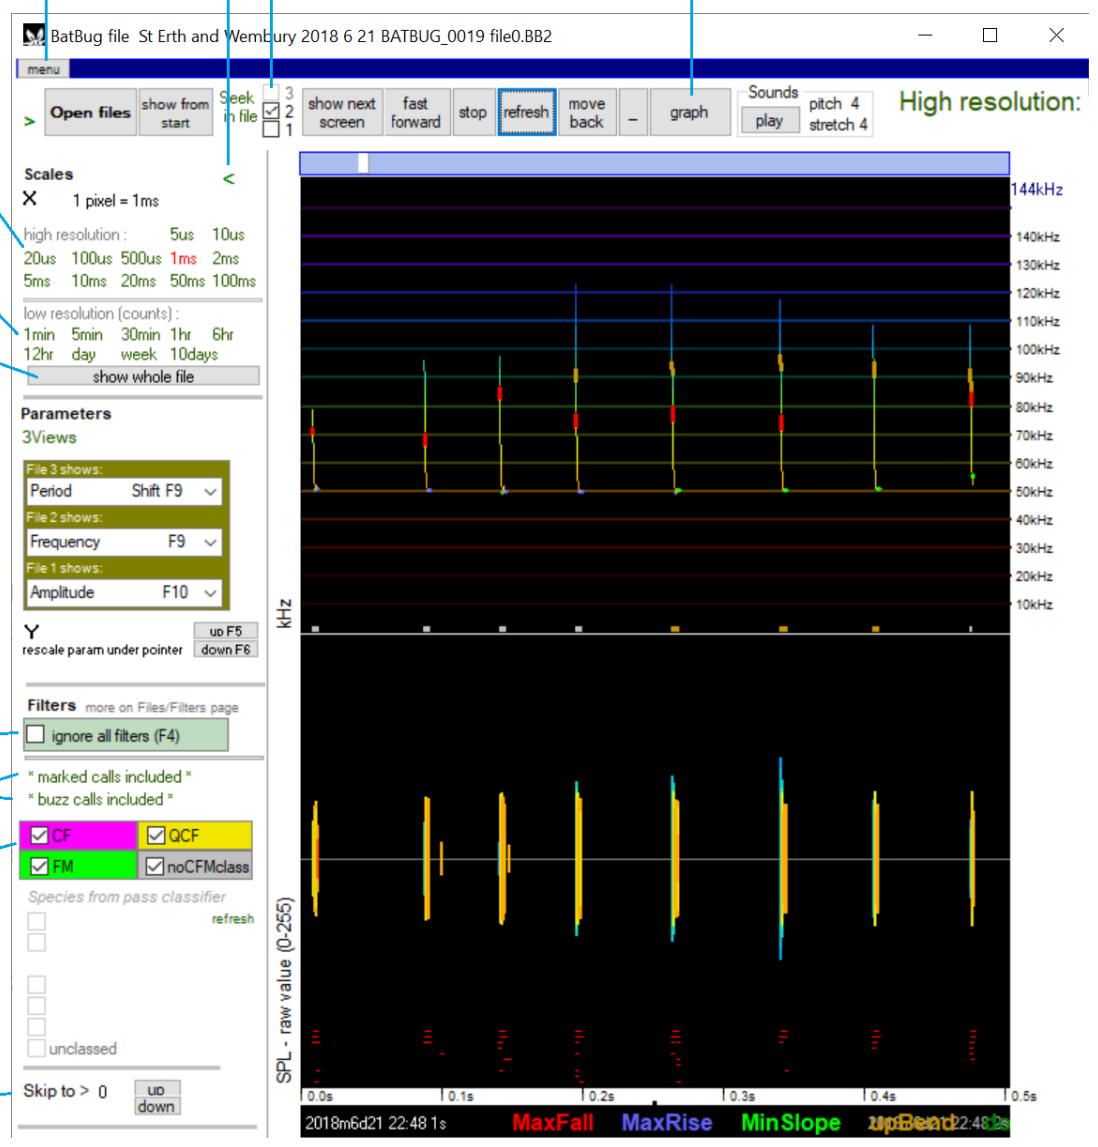 BatBug file St Erth and Wembury 2018 6 21 BATBUG_0019 file0.BB2
menu
>
Open files
show from
start
Seek
in file
3
2
1
show next
screen
fast
forward
stop
refresh
move
back
_
graph
Sounds
play
pitch 4
stretch 4
High resolution:
Scales
<
X 1 pixel = 1ms
high resolution : 5us 10us
20us 100us 500us 1ms 2ms
5ms 10ms 20ms 50ms 100ms
low resolution (counts) :
1min 5min 30min 1hr 6hr
12hr day week 10days
show whole file
Parameters
3Views
File 3 shows:
Period Shift F9
File 2 shows:
Frequency F9
File 1 shows:
Amplitude F10
Y
rescale param under pointer
up F5
down F6
Filters more on Files/Filters page
ignore all filters (F4)
* marked calls included *
* buzz calls included *
CF QCF
FM noCFMclass
Species from pass classifier
refresh
unclassed
Skip to > 0
up
down
144kHz
140kHz
130kHz
120kHz
110kHz
100kHz
90kHz
80kHz
70kHz
60kHz
50kHz
40kHz
30kHz
20kHz
10kHz
kHz
SPL - raw value (0-255)
0.0s 0.1s 0.2s 0.3s 0.4s 0.5s
2018m6d21 22:48 1s MaxFall MaxRise MinSlope upBend